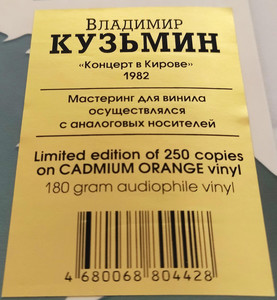 ВЛАДИМИР
КУЗЬМИН
«Концерт в Кирове»
1982
Мастеринг для винила
осуществлялся
с аналоговых носителей
Limited edition of 250 copies
on CADMIUM ORANGE vinyl
180 gram audiophile vinyl
4 680068 804428